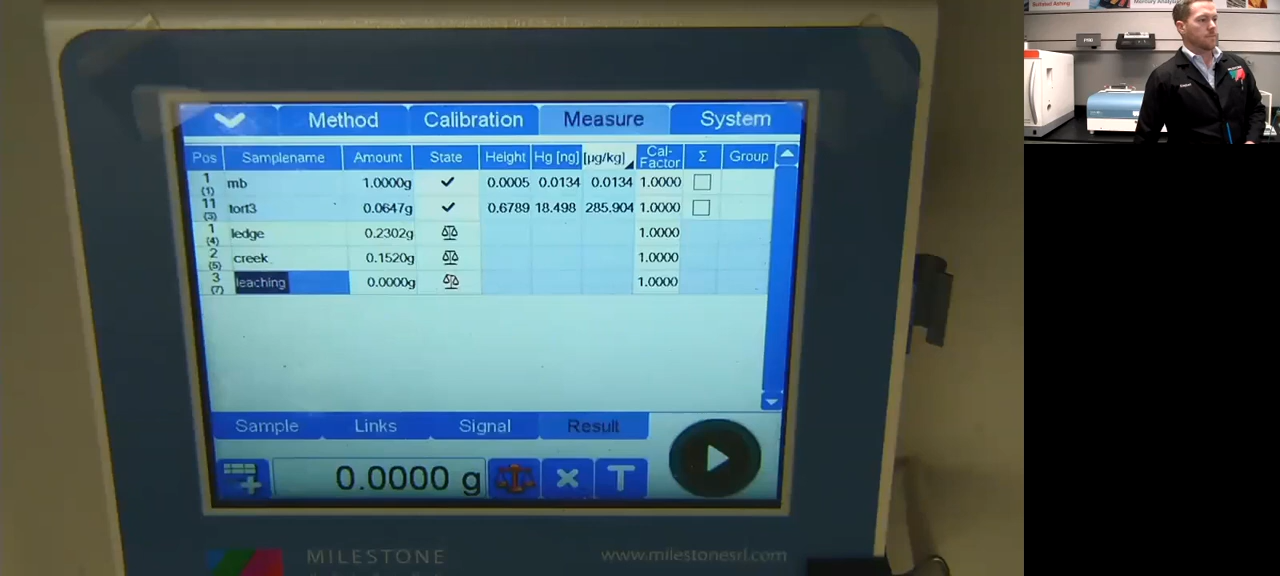 Method Calibration Measure System
Pos Samplename Amount State Height Hg [ng] [µg/kg] Cal-Factor Σ Group
1 (1) mb 1.0000g 0.0005 0.0134 0.0134 1.0000
11 (3) tort3 0.0647g 0.6789 18.498 285.904 1.0000
1 (4) ledge 0.2302g 1.0000
2 (5) creek 0.1520g 1.0000
3 (7) leaching 0.0000g 1.0000
Sample Links Signal Result
0.0000 g T
MILESTONE www.milestonesrl.com